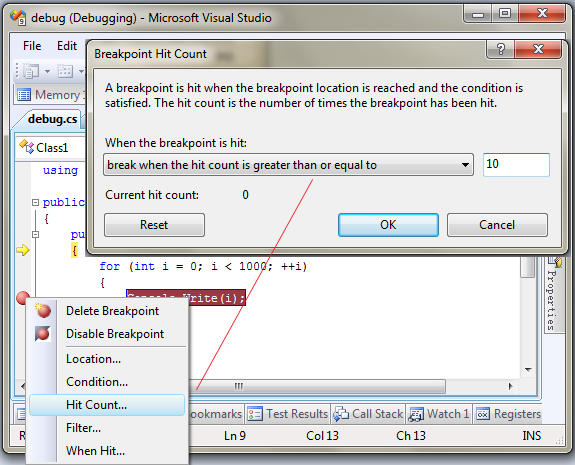 debug (Debugging) - Microsoft Visual Studio
File
Edit
Breakpoint Hit Count
A breakpoint is hit when the breakpoint location is reached and the condition is
satisfied. The hit count is the number of times the breakpoint has been hit.
When the breakpoint is hit:
break when the hit count is greater than or equal to
10
Current hit count:
0
Reset
OK
Cancel
Memory
debug.cs
Class1
using
public
{
pu
{
for (int i = 0; i < 1000; ++i)
{
Console.Write(i);
Properties
Delete Breakpoint
Disable Breakpoint
Location...
Condition...
Hit Count...
Filter...
When Hit...
ookmarks
Test Results
Call Stack
Watch 1
Registers
R
Ln 9
Col 13
Ch 13
INS